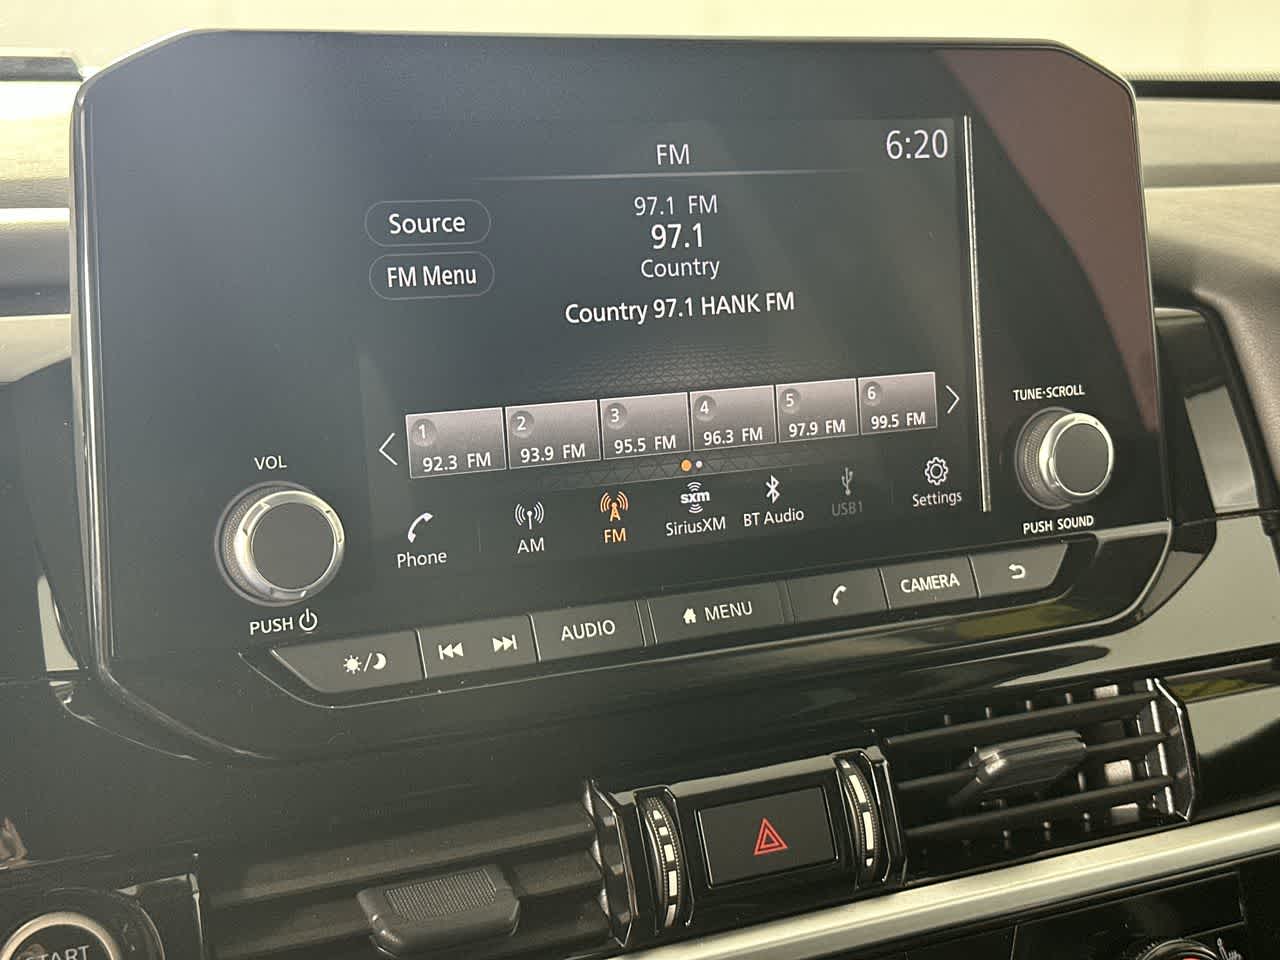 FM
6:20
Source
FM Menu
97.1 FM
97.1
Country
Country 97.1 HANK FM
1
92.3 FM
2
93.9 FM
3
95.5 FM
4
96.3 FM
5
97.9 FM
6
99.5 FM
Phone
AM
FM
sxm
SiriusXM
BT Audio
USB1
Settings
VOL
PUSH
TUNE·SCROLL
PUSH SOUND
AUDIO
MENU
CAMERA
START